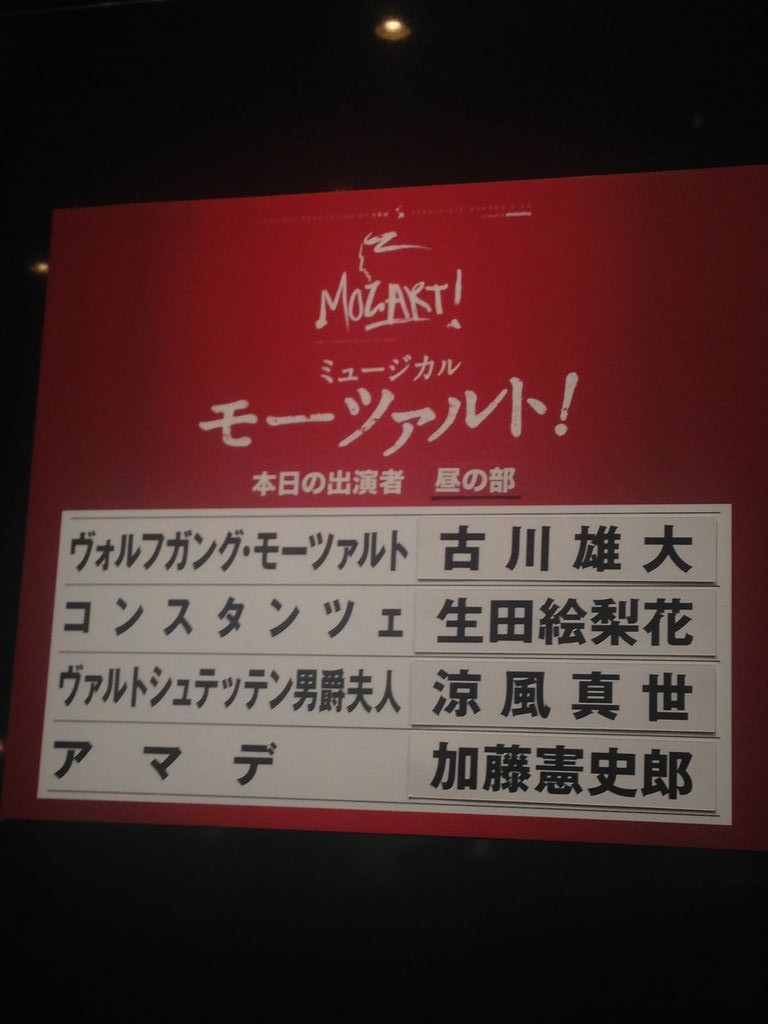 MOZART!
ミュージカル
モーツァルト!
本日の出演者 昼の部
ヴォルフガング・モーツァルト 古川雄大
コンスタンツェ 生田絵梨花
ヴァルトシュテッテン男爵夫人 涼風真世
アマデ 加藤憲史郎